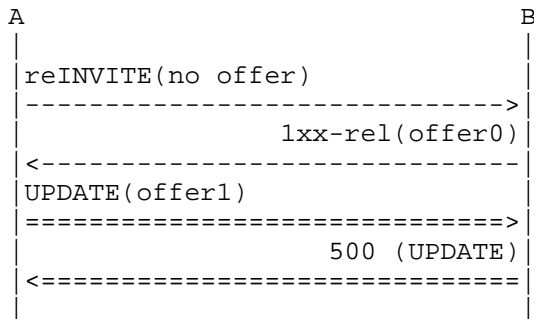 A B
reINVITE(no offer)
------------------------------>
1xx-rel(offer0)
<------------------------------
UPDATE(offer1)
==============================>
500 (UPDATE)
<==============================